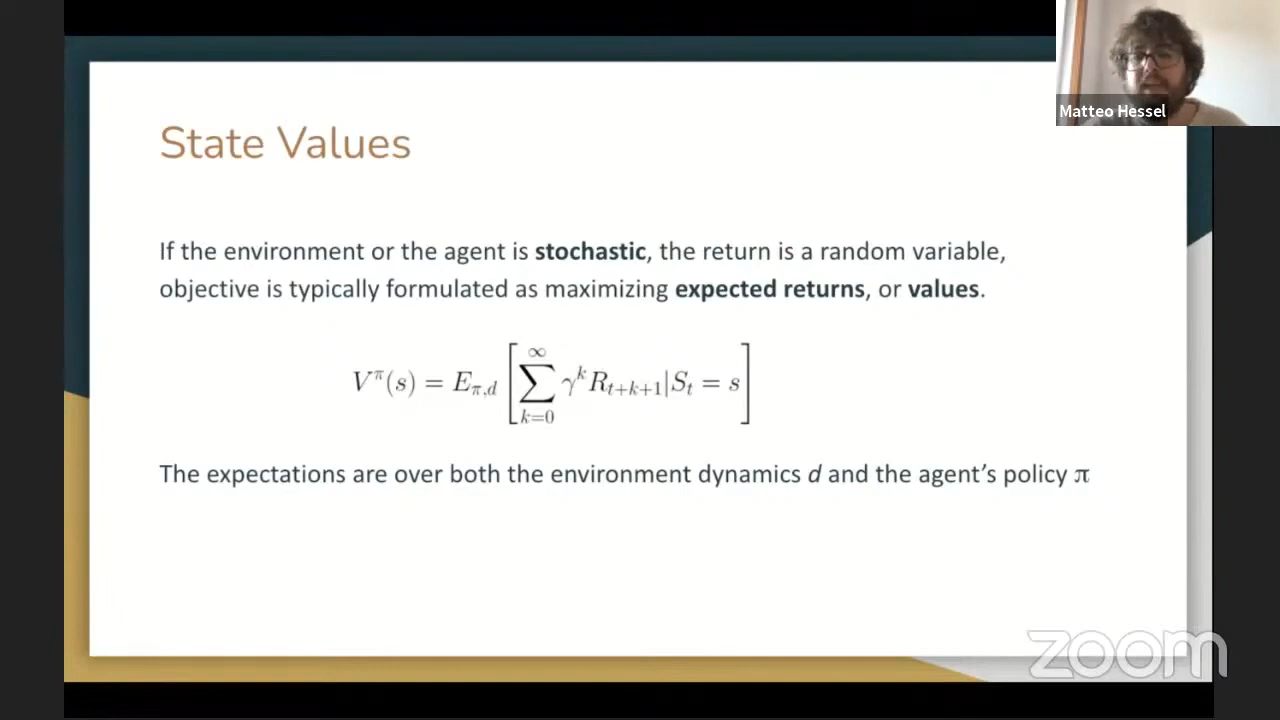 Matteo Hessel
State Values
If the environment or the agent is stochastic, the return is a random variable,
objective is typically formulated as maximizing expected returns, or values.
V^π(s) = E_{π,d} [ ∑_{k=0}^{∞} γ^k R_{t+k+1} | S_t = s ]
The expectations are over both the environment dynamics d and the agent’s policy π
zoom